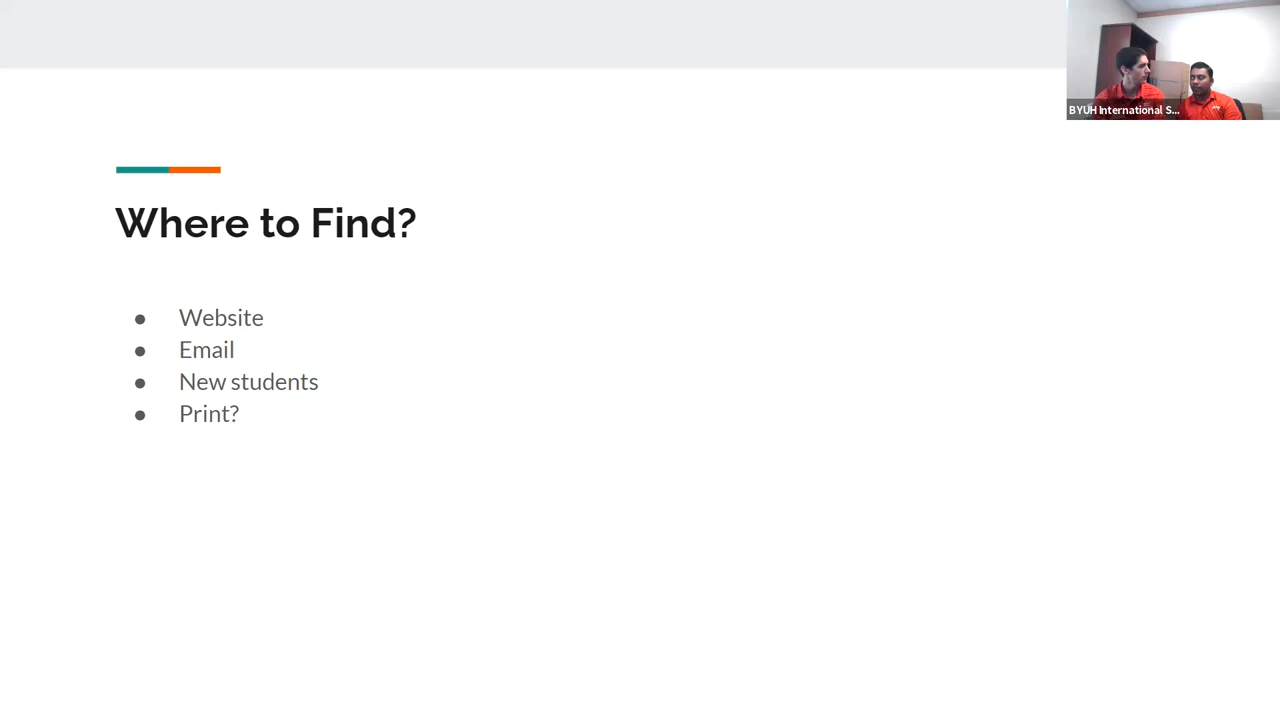 BYUH International S...
Where to Find?
Website
Email
New students
Print?